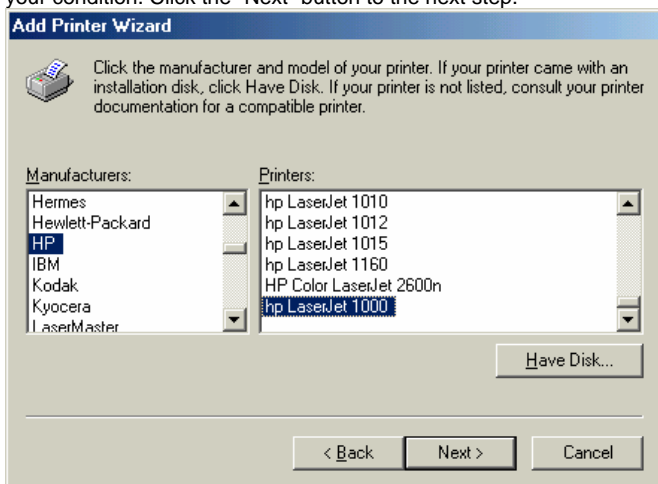 your condition. Click the "Next" button to the next step.
Add Printer Wizard
Click the manufacturer and model of your printer. If your printer came with an
installation disk, click Have Disk. If your printer is not listed, consult your printer
documentation for a compatible printer.
Manufacturers:
Hermes
Hewlett-Packard
HP
IBM
Kodak
Kyocera
LaserMaster
Printers:
hp LaserJet 1010
hp LaserJet 1012
hp LaserJet 1015
hp LaserJet 1160
HP Color LaserJet 2600n
hp LaserJet 1000
Have Disk...
< Back
Next >
Cancel